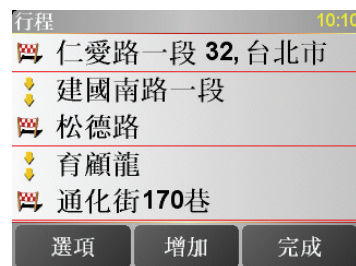 行程 10:10
仁愛路一段 32, 台北市
建國南路一段
松德路
育顧龍
通化街170巷
選項 增加 完成